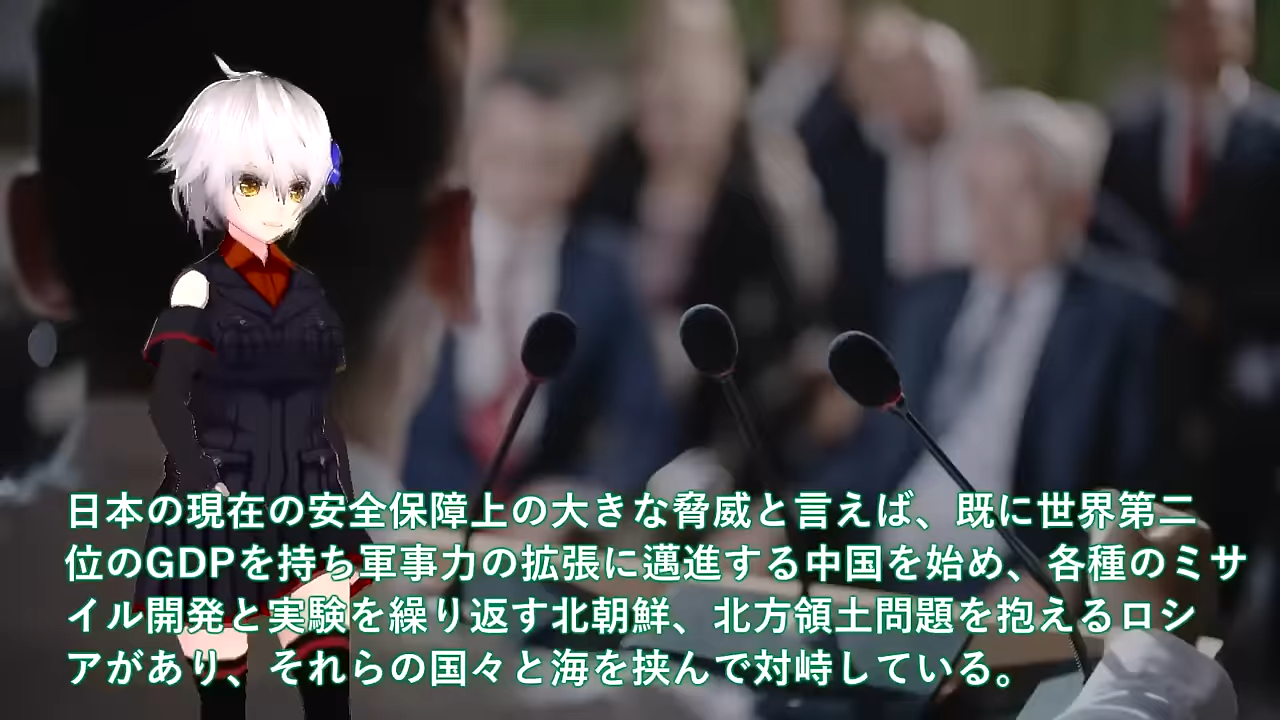 日本の現在の安全保障上の大きな脅威と言えば、既に世界第二
位のGDPを持ち軍事力の拡張に邁進する中国を始め、各種のミサ
イル開発と実験を繰り返す北朝鮮、北方領土問題を抱えるロシ
アがあり、それらの国々と海を挟んで対峙している。